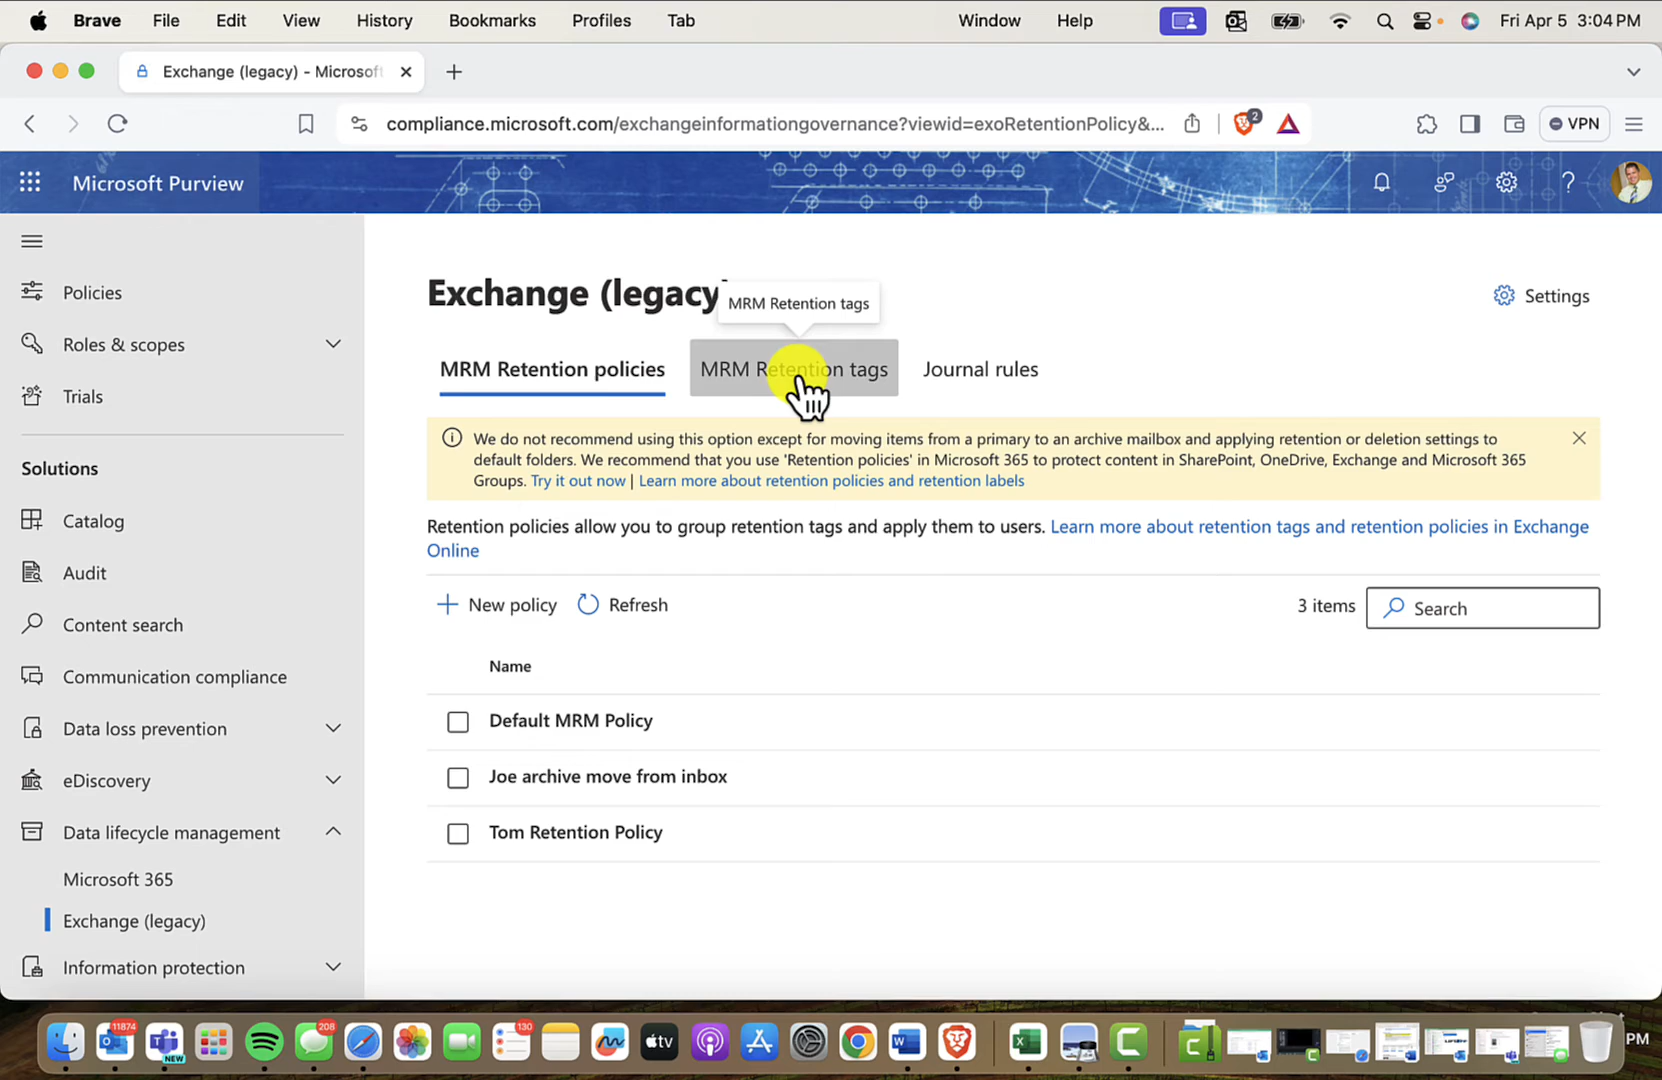 Brave File Edit View History Bookmarks Profiles Tab Window Help Fri Apr 5 3:04 PM
Exchange (legacy) - Microsoft
compliance.microsoft.com/exchangeinformationgovernance?viewid=exoRetentionPolicy&... 2 VPN
Microsoft Purview
Policies
Roles & scopes
Trials
Solutions
Catalog
Audit
Content search
Communication compliance
Data loss prevention
eDiscovery
Data lifecycle management
Microsoft 365
Exchange (legacy)
Information protection
Exchange (legacy
MRM Retention tags
Settings
MRM Retention policies MRM Retention tags Journal rules
We do not recommend using this option except for moving items from a primary to an archive mailbox and applying retention or deletion settings to
default folders. We recommend that you use 'Retention policies' in Microsoft 365 to protect content in SharePoint, OneDrive, Exchange and Microsoft 365
Groups. Try it out now | Learn more about retention policies and retention labels
Retention policies allow you to group retention tags and apply them to users. Learn more about retention tags and retention policies in Exchange
Online
New policy Refresh 3 items Search
Name
Default MRM Policy
Joe archive move from inbox
Tom Retention Policy
11874 NEW 208 130 tv PM